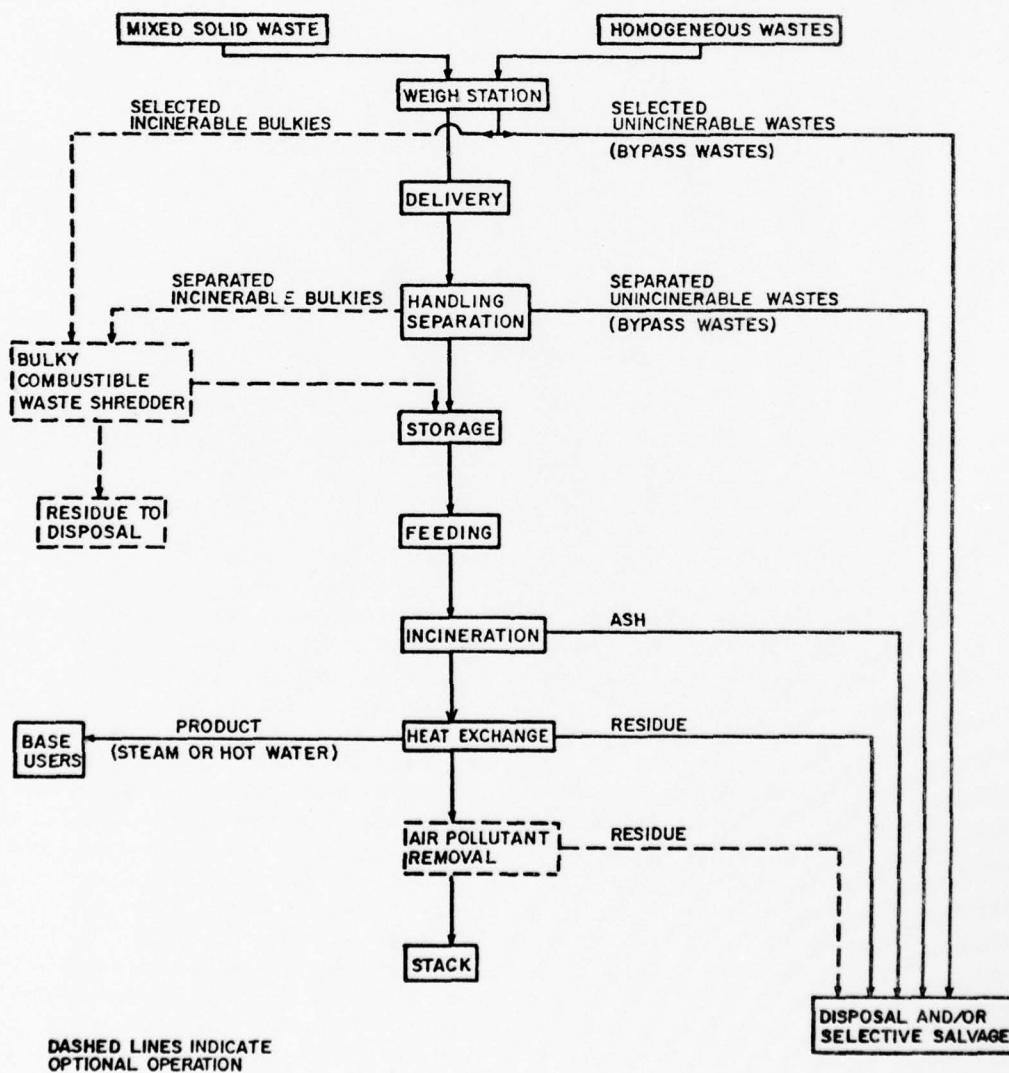 MIXED SOLID WASTE
HOMOGENEOUS WASTES
WEIGH STATION
SELECTED
INCINERABLE BULKIES
SELECTED
UNINCINERABLE WASTES
(BYPASS WASTES)
DELIVERY
SEPARATED
INCINERABLE BULKIES
HANDLING
SEPARATION
SEPARATED
UNINCINERABLE WASTES
(BYPASS WASTES)
BULKY
COMBUSTIBLE
WASTE SHREDDER
STORAGE
RESIDUE TO
DISPOSAL
FEEDING
INCINERATION
ASH
BASE
USERS
PRODUCT
(STEAM OR HOT WATER)
HEAT EXCHANGE
RESIDUE
AIR POLLUTANT
REMOVAL
RESIDUE
STACK
DISPOSAL AND/OR
SELECTIVE SALVAGE
DASHED LINES INDICATE
OPTIONAL OPERATION